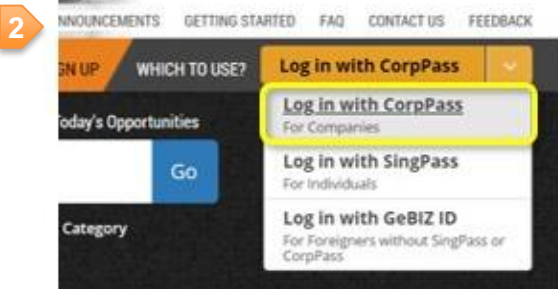 2
NNOUNCEMENTS GETTING STARTED FAQ CONTACT US FEEDBACK
GN UP WHICH TO USE? Log in with CorpPass
Today's Opportunities
Log in with CorpPass
For Companies
Go
Log in with SingPass
For Individuals
Category
Log in with GeBIZ ID
For Foreigners without SingPass or
CorpPass